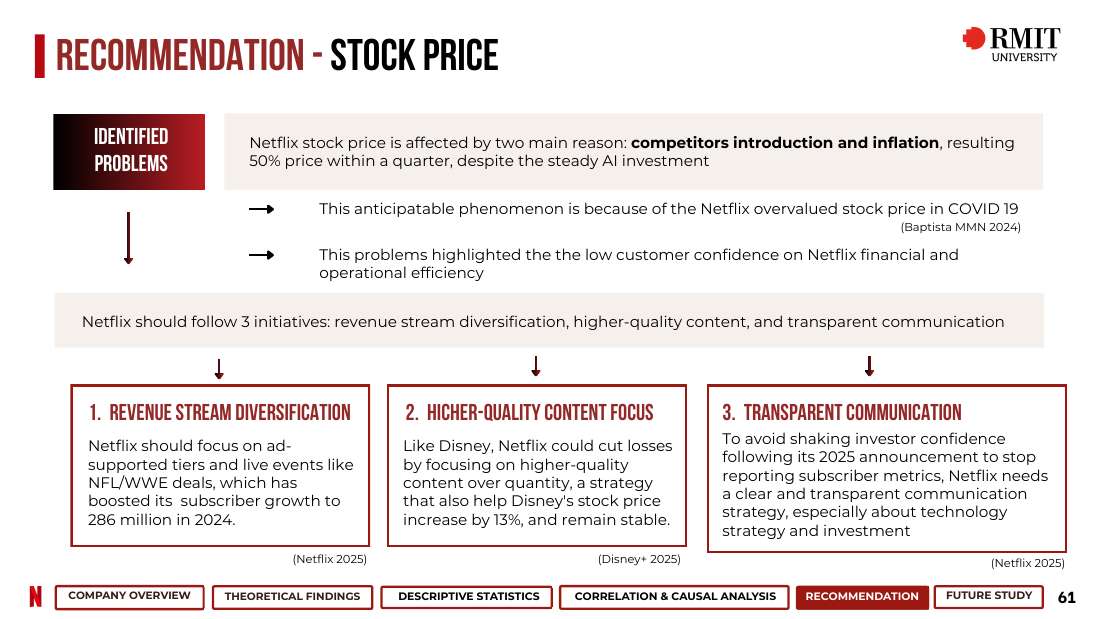 RECOMMENDATION - STOCK PRICE
RMIT
UNIVERSITY
IDENTIFIED
PROBLEMS
Netflix stock price is affected by two main reason: competitors introduction and inflation, resulting
50% price within a quarter, despite the steady AI investment
This anticipatable phenomenon is because of the Netflix overvalued stock price in COVID 19
(Baptista MMN 2024)
This problems highlighted the the low customer confidence on Netflix financial and
operational efficiency
Netflix should follow 3 initiatives: revenue stream diversification, higher-quality content, and transparent communication
1. REVENUE STREAM DIVERSIFICATION
Netflix should focus on ad-
supported tiers and live events like
NFL/WWE deals, which has
boosted its  subscriber growth to
286 million in 2024.
(Netflix 2025)
2. HICHER-QUALITY CONTENT FOCUS
Like Disney, Netflix could cut losses
by focusing on higher-quality
content over quantity, a strategy
that also help Disney's stock price
increase by 13%, and remain stable.
(Disney+ 2025)
3. TRANSPARENT COMMUNICATION
To avoid shaking investor confidence
following its 2025 announcement to stop
reporting subscriber metrics, Netflix needs
a clear and transparent communication
strategy, especially about technology
strategy and investment
(Netflix 2025)
N
COMPANY OVERVIEW
THEORETICAL FINDINGS
DESCRIPTIVE STATISTICS
CORRELATION & CAUSAL ANALYSIS
RECOMMENDATION
FUTURE STUDY
61